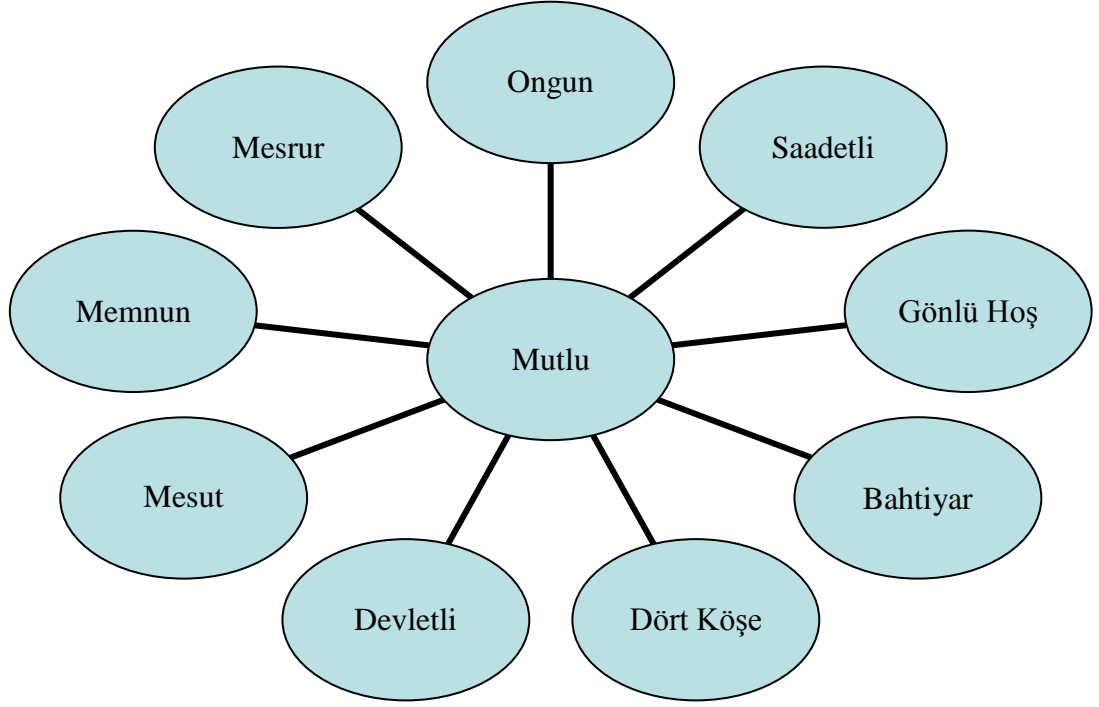 Ongun
Mesrur
Saadetli
Memnun
Gönlü Hoş
Mutlu
Mesut
Bahtiyar
Devletli
Dört Köşe